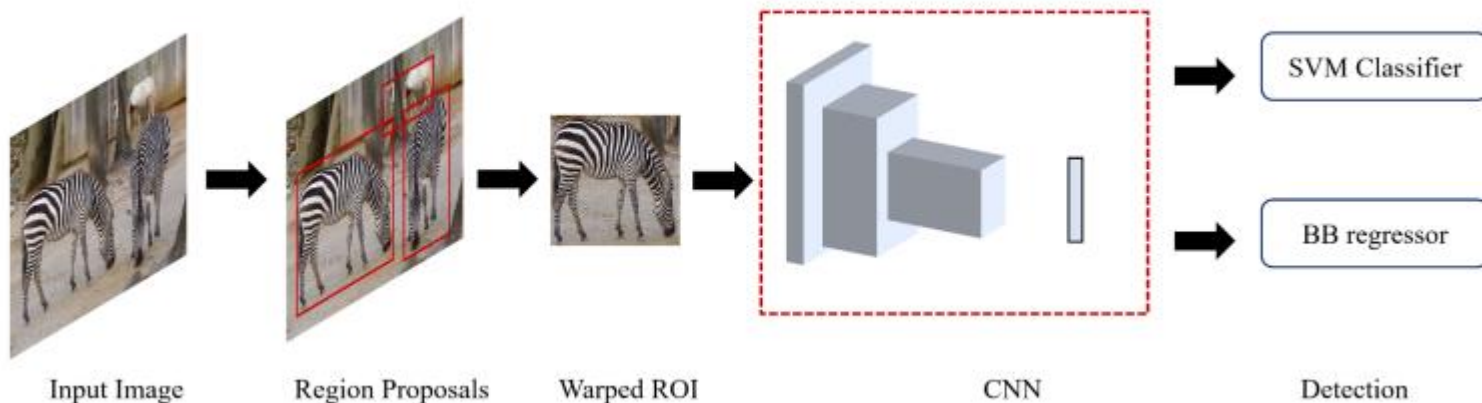 SVM Classifier
BB regressor
Input Image
Region Proposals
Warped ROI
CNN
Detection